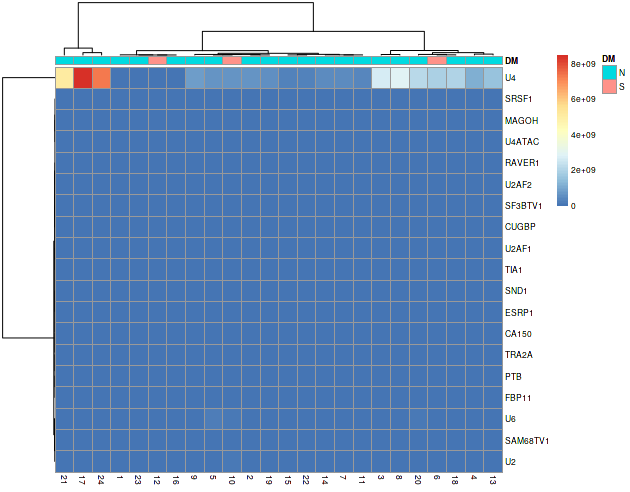 DM
U4
SRSF1
MAGOH
U4ATAC
RAVER1
U2AF2
SF3BTV1
CUGBP
U2AF1
TIA1
SND1
ESRP1
CA150
TRA2A
PTB
FBP11
U6
SAM68TV1
U2
21 17 24 1 23 12 16 9 5 10 2 19 15 22 14 7 11 3 8 20 6 18 4 13
8e+09
6e+09
4e+09
2e+09
0
DM
N
S